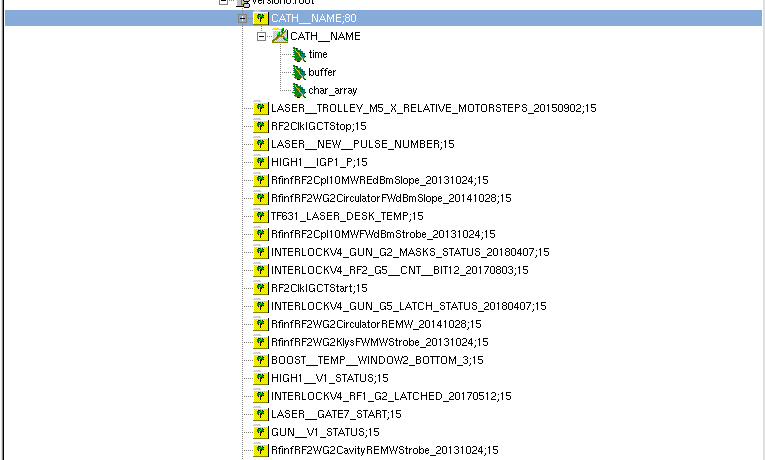 version6.root
CATH__NAME;80
CATH__NAME
time
buffer
char_array
LASER__TROLLEY_M5_X_RELATIVE_MOTORSTEPS_20150902;15
RF2ClkIGCTStop;15
LASER__NEW__PULSE_NUMBER;15
HIGH1__IGP1_P;15
RfinfRF2Cpl10MWREdBmSlope_20131024;15
RfinfRF2WG2CirculatorFWdBmSlope_20141028;15
TF631_LASER_DESK_TEMP;15
RfinfRF2Cpl10MWFWdBmStrobe_20131024;15
INTERLOCKV4_GUN_G2_MASKS_STATUS_20180407;15
INTERLOCKV4_RF2_G5__CNT__BIT12_20170803;15
RF2ClkIGCTStart;15
INTERLOCKV4_GUN_G5_LATCH_STATUS_20180407;15
RfinfRF2WG2CirculatorREMW_20141028;15
RfinfRF2WG2KlysFWMWStrobe_20131024;15
BOOST__TEMP__WINDOW2_BOTTOM_3;15
HIGH1__V1_STATUS;15
INTERLOCKV4_RF1_G2_LATCHED_20170512;15
LASER__GATE7_START;15
GUN__V1_STATUS;15
RfinfRF2WG2CavityREMWStrobe_20131024;15